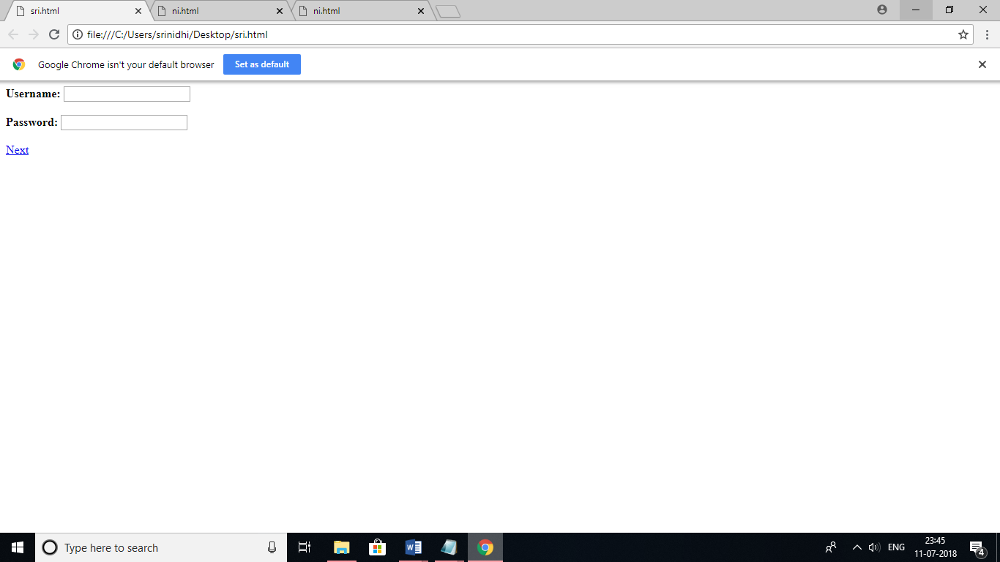 sri.html
ni.html
ni.html
file:///C:/Users/srinidhi/Desktop/sri.html
Google Chrome isn't your default browser
Set as default
Username:
Password:
Next
Type here to search
ENG
23:45
11-07-2018
4